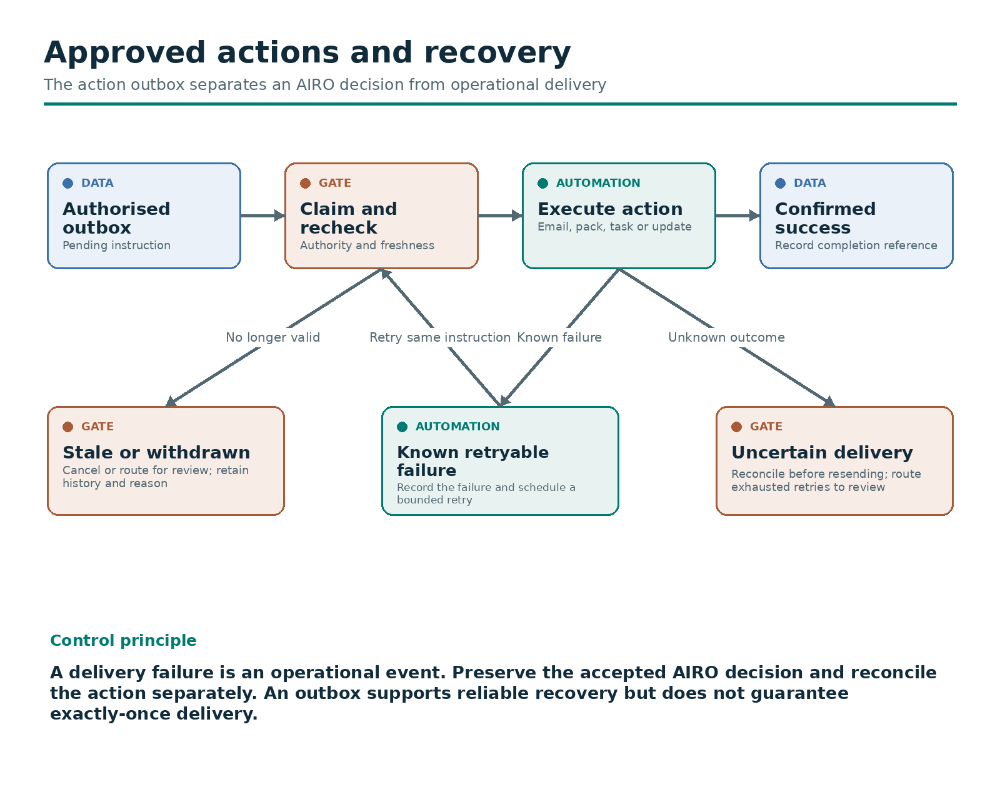 Approved actions and recovery
The action outbox separates an AIRO decision from operational delivery
DATA
Authorised
outbox
Pending instruction
GATE
Claim and
recheck
Authority and freshness
AUTOMATION
Execute action
Email, pack, task or update
DATA
Confirmed
success
Record completion reference
No longer valid
Retry same instruction
Known failure
Unknown outcome
GATE
Stale or withdrawn
Cancel or route for review; retain
history and reason
AUTOMATION
Known retryable
failure
Record the failure and schedule a
bounded retry
GATE
Uncertain delivery
Reconcile before resending; route
exhausted retries to review
Control principle
A delivery failure is an operational event. Preserve the accepted AIRO decision and reconcile
the action separately. An outbox supports reliable recovery but does not guarantee
exactly-once delivery.